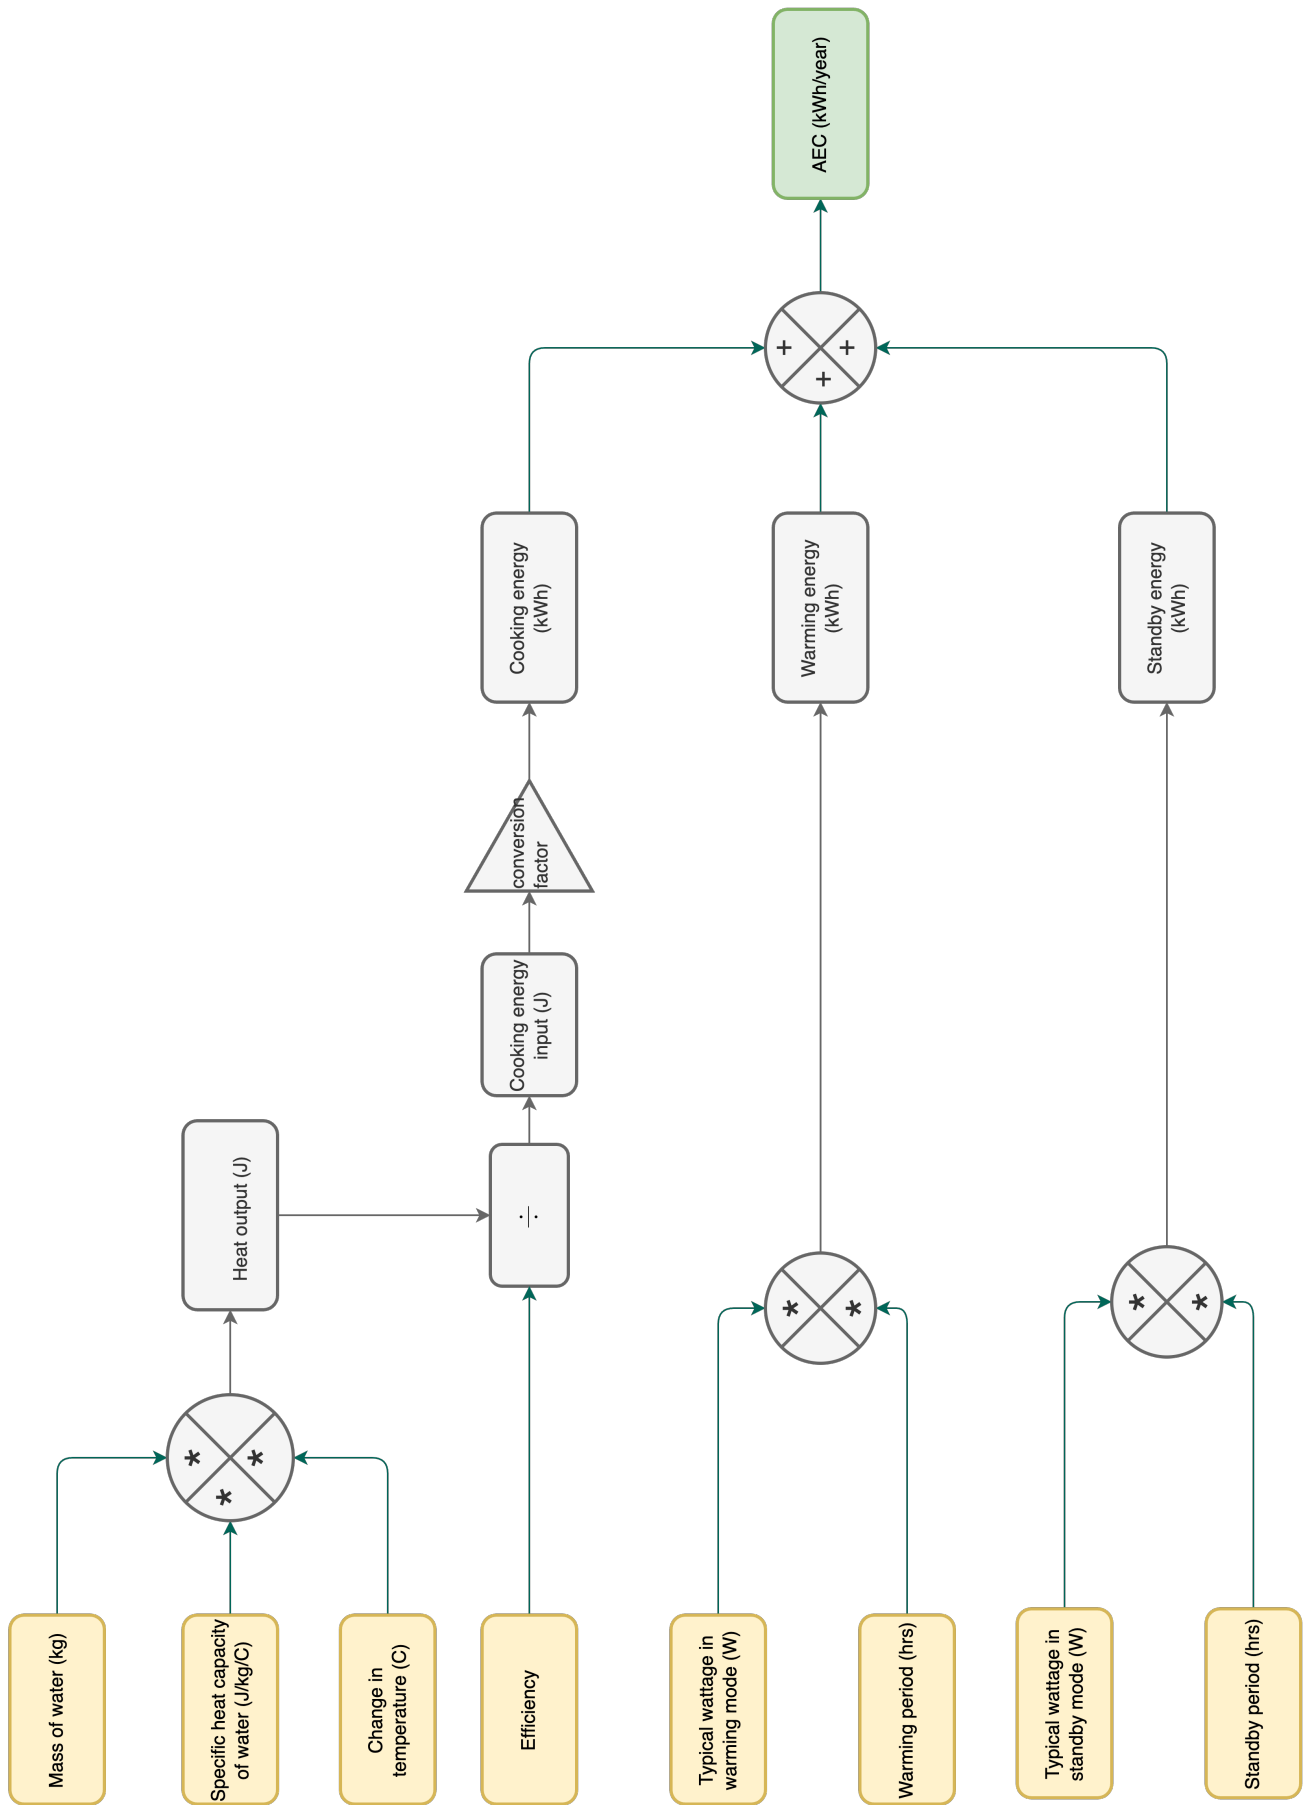 Mass of water (kg)
Specific heat capacity
of water (J/kg/C)
Change in
temperature (C)
Efficiency
Typical wattage in
warming mode (W)
Warming period (hrs)
Typical wattage in
standby mode (W)
Standby period (hrs)
*
*
*
Heat output (J)
÷
Cooking energy
input (J)
conversion
factor
Cooking energy
(kWh)
*
*
Warming energy
(kWh)
*
*
Standby energy
(kWh)
+
+
+
AEC (kWh/year)